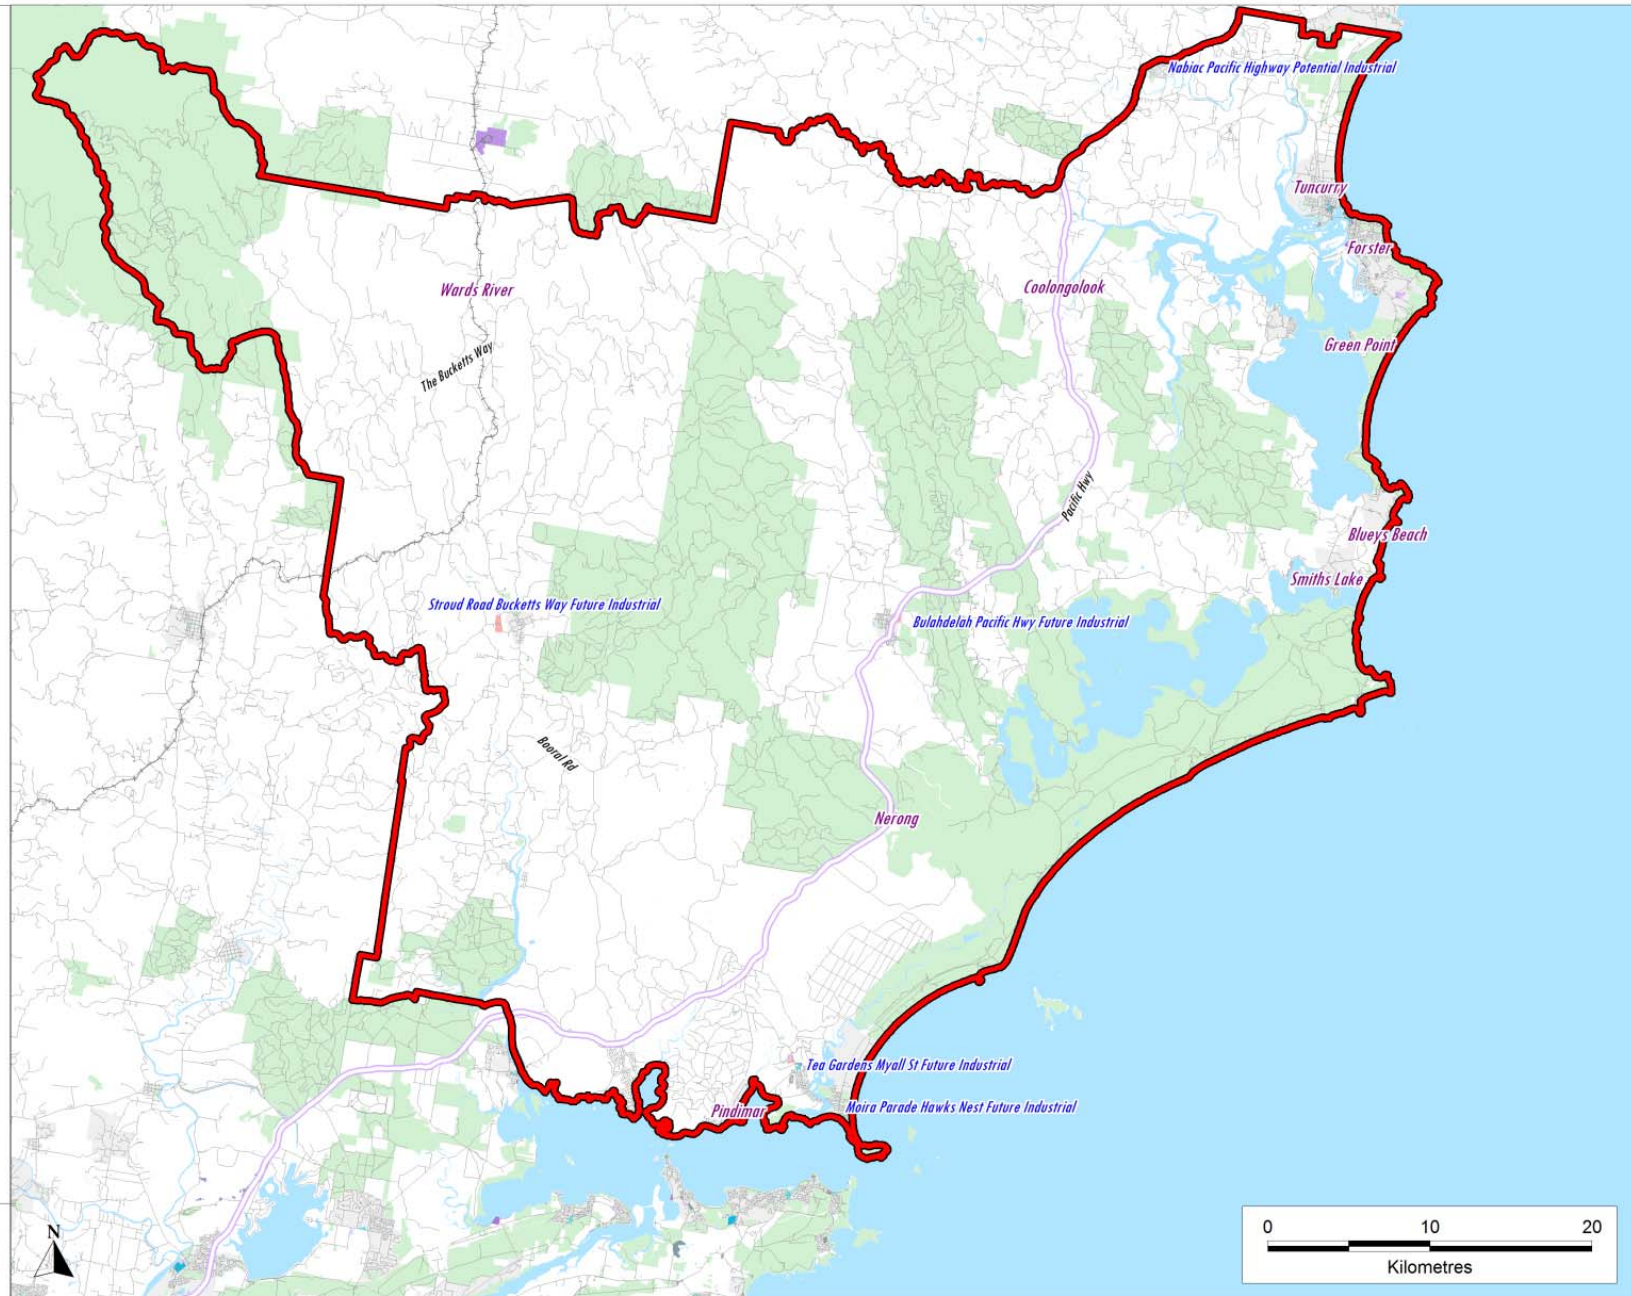 Nabiac Pacific Highway Potential Industrial
Tuncurry
Forster
Wards River
Coolongolook
Green Point
The Bucketts Way
Pacific Hwy
Blueys Beach
Smiths Lake
Stroud Road Bucketts Way Future Industrial
Bulahdelah Pacific Hwy Future Industrial
Booral Rd
Nerong
Tea Gardens Myall St Future Industrial
Moira Parade Hawks Nest Future Industrial
Pindimar
N
0 10 20
Kilometres